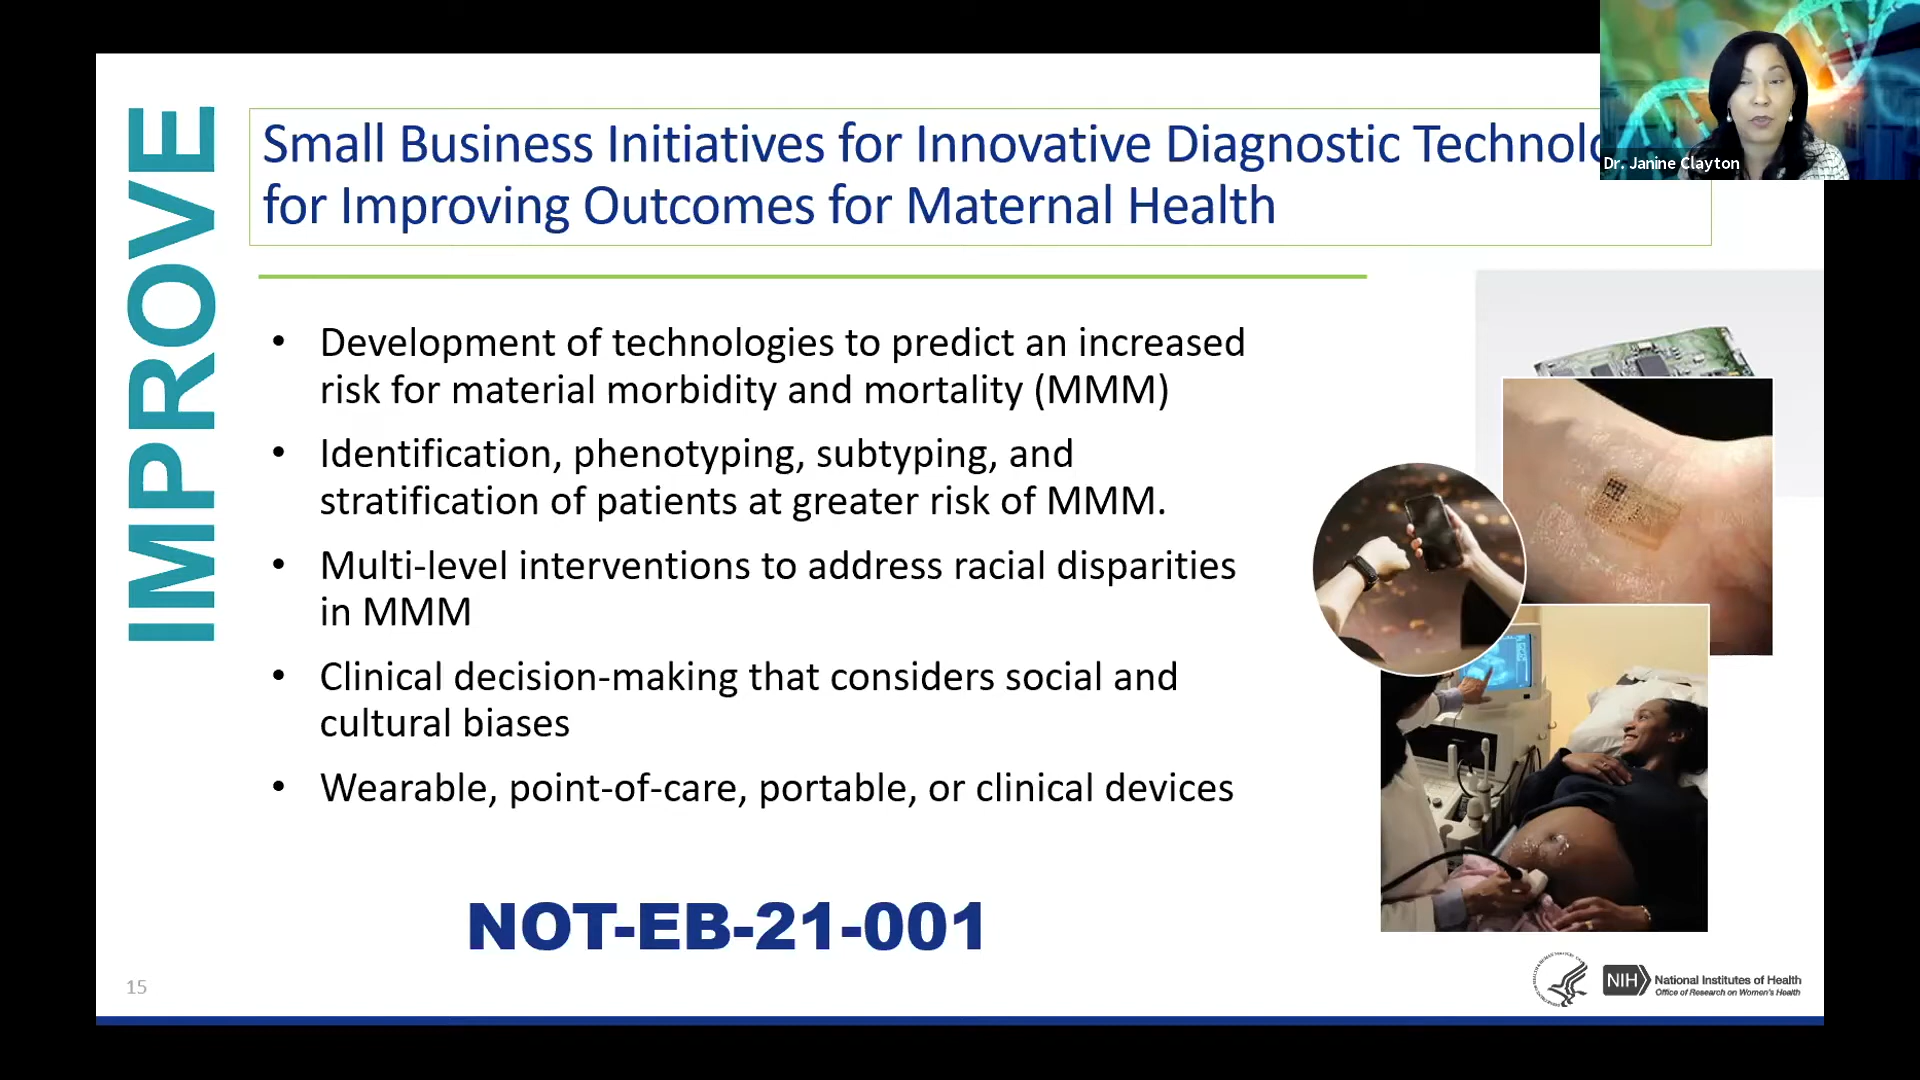 IMPROVE
Small Business Initiatives for Innovative Diagnostic Technolo
for Improving Outcomes for Maternal Health
Dr. Janine Clayton
• Development of technologies to predict an increased
risk for material morbidity and mortality (MMM)
• Identification, phenotyping, subtyping, and
stratification of patients at greater risk of MMM.
• Multi-level interventions to address racial disparities
in MMM
• Clinical decision-making that considers social and
cultural biases
• Wearable, point-of-care, portable, or clinical devices
NOT-EB-21-001
15
NIH National Institutes of Health
Office of Research on Women's Health